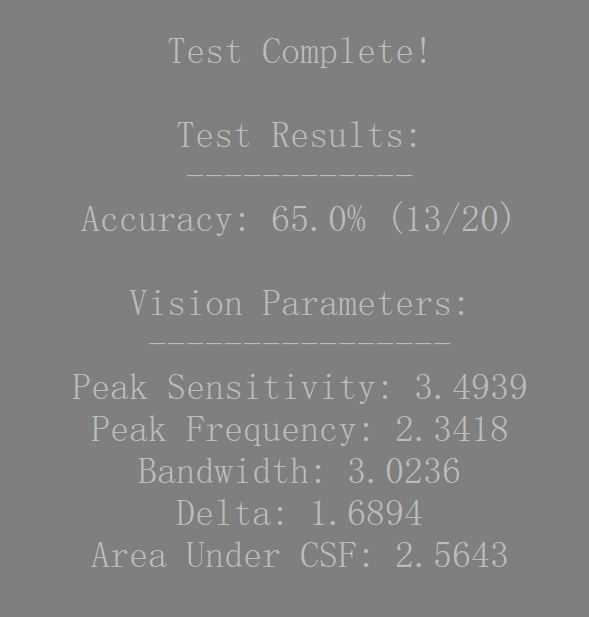 Test Complete!
Test Results:
------------
Accuracy: 65.0% (13/20)
Vision Parameters:
----------------
Peak Sensitivity: 3.4939
Peak Frequency: 2.3418
Bandwidth: 3.0236
Delta: 1.6894
Area Under CSF: 2.5643